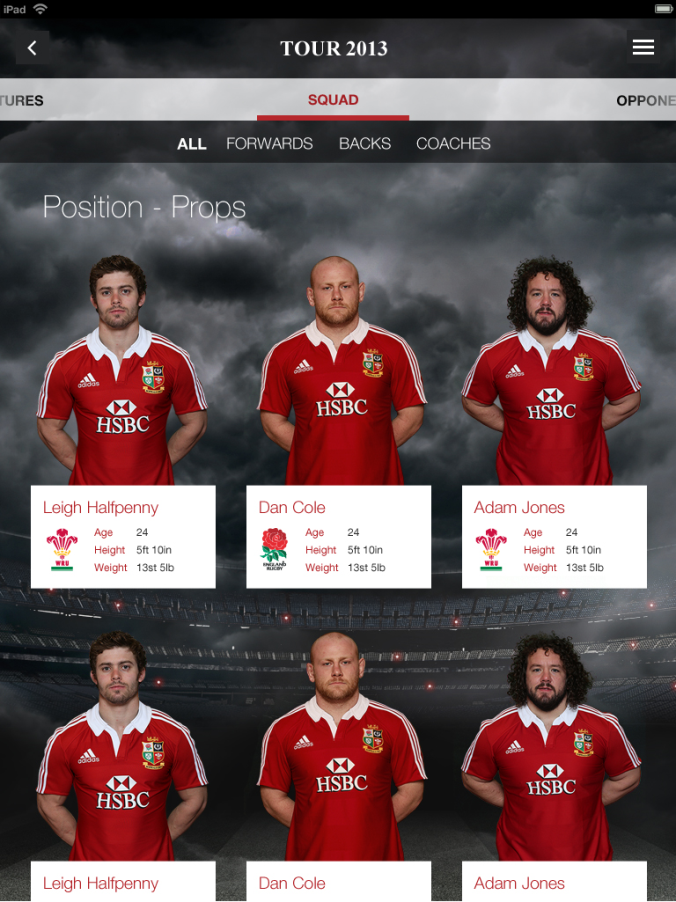 iPad
TOUR 2013
TURES
SQUAD
OPPONE
ALL FORWARDS BACKS COACHES
Position - Props
adidas
HSBC
adidas
HSBC
adidas
HSBC
Leigh Halfpenny
WRU
Age 24
Height 5ft 10in
Weight 13st 5lb
Dan Cole
ENGLAND RUGBY
Age 24
Height 5ft 10in
Weight 13st 5lb
Adam Jones
WRU
Age 24
Height 5ft 10in
Weight 13st 5lb
adidas
HSBC
adidas
HSBC
adidas
HSBC
Leigh Halfpenny
Dan Cole
Adam Jones